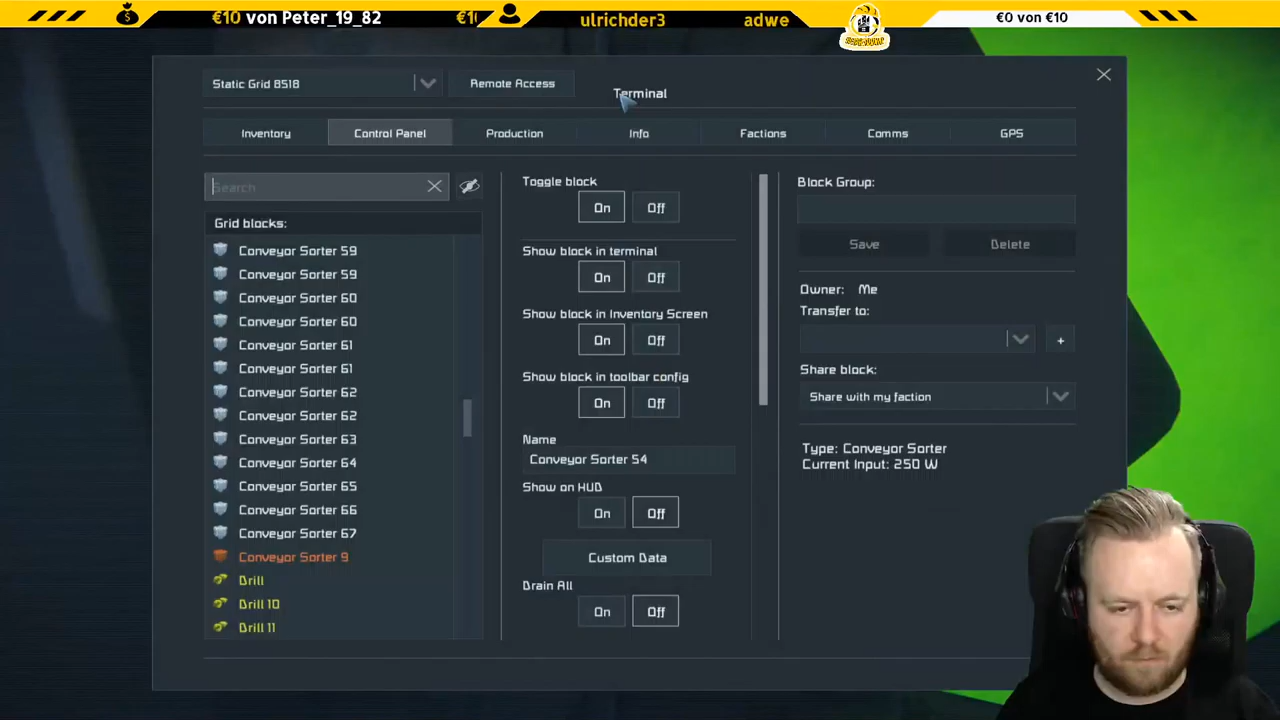 €10 von Peter_19_82
€1(
ulrichder3
adwe
€0 von €10
Static Grid 8518
Remote Access
Terminal
Inventory
Control Panel
Production
Info
Factions
Comms
GPS
Search
Grid blocks:
Conveyor Sorter 59
Conveyor Sorter 59
Conveyor Sorter 60
Conveyor Sorter 60
Conveyor Sorter 61
Conveyor Sorter 61
Conveyor Sorter 62
Conveyor Sorter 62
Conveyor Sorter 63
Conveyor Sorter 64
Conveyor Sorter 65
Conveyor Sorter 66
Conveyor Sorter 67
Conveyor Sorter 9
Drill
Drill 10
Drill 11
Toggle block
On Off
Show block in terminal
On Off
Show block in Inventory Screen
On Off
Show block in toolbar config
On Off
Name
Conveyor Sorter 54
Show on HUD
On Off
Custom Data
Drain All
On Off
Block Group:
Save
Delete
Owner: Me
Transfer to:
+
Share block:
Share with my faction
Type: Conveyor Sorter
Current Input: 250 W